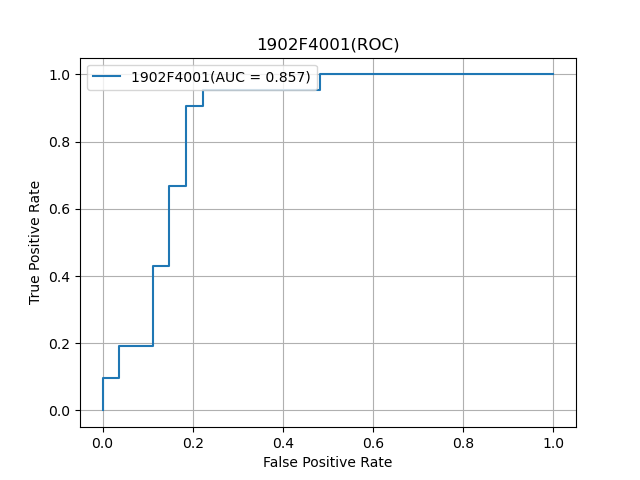 1902F4001(ROC)
1902F4001(AUC = 0.857)
1.0
0.8
0.6
0.4
0.2
0.0
True Positive Rate
0.0 0.2 0.4 0.6 0.8 1.0
False Positive Rate